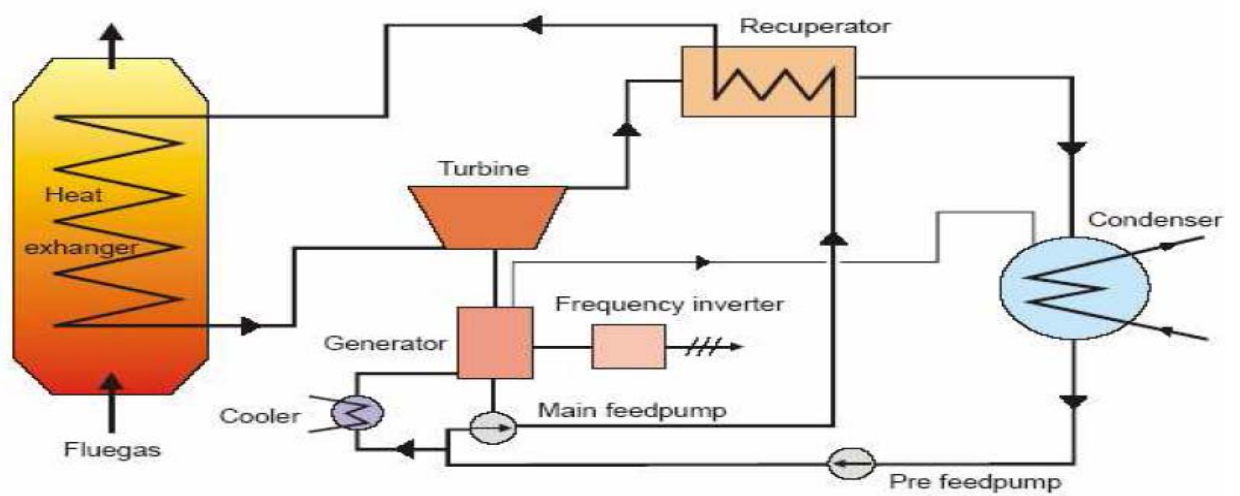 Recuperator
Turbine
Heat
exhanger
Condenser
Frequency inverter
Generator
Cooler
Main feedpump
Fluegas
Pre feedpump